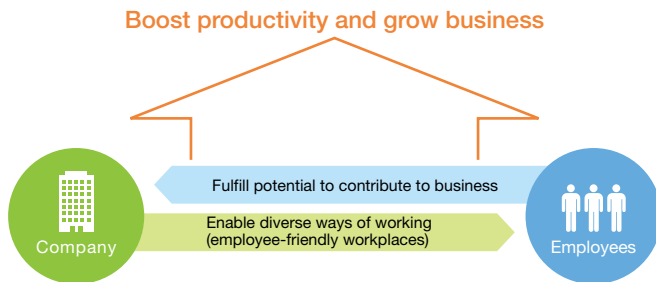 Boost productivity and grow business
Fulfill potential to contribute to business
Enable diverse ways of working
(employee-friendly workplaces)
Company
Employees